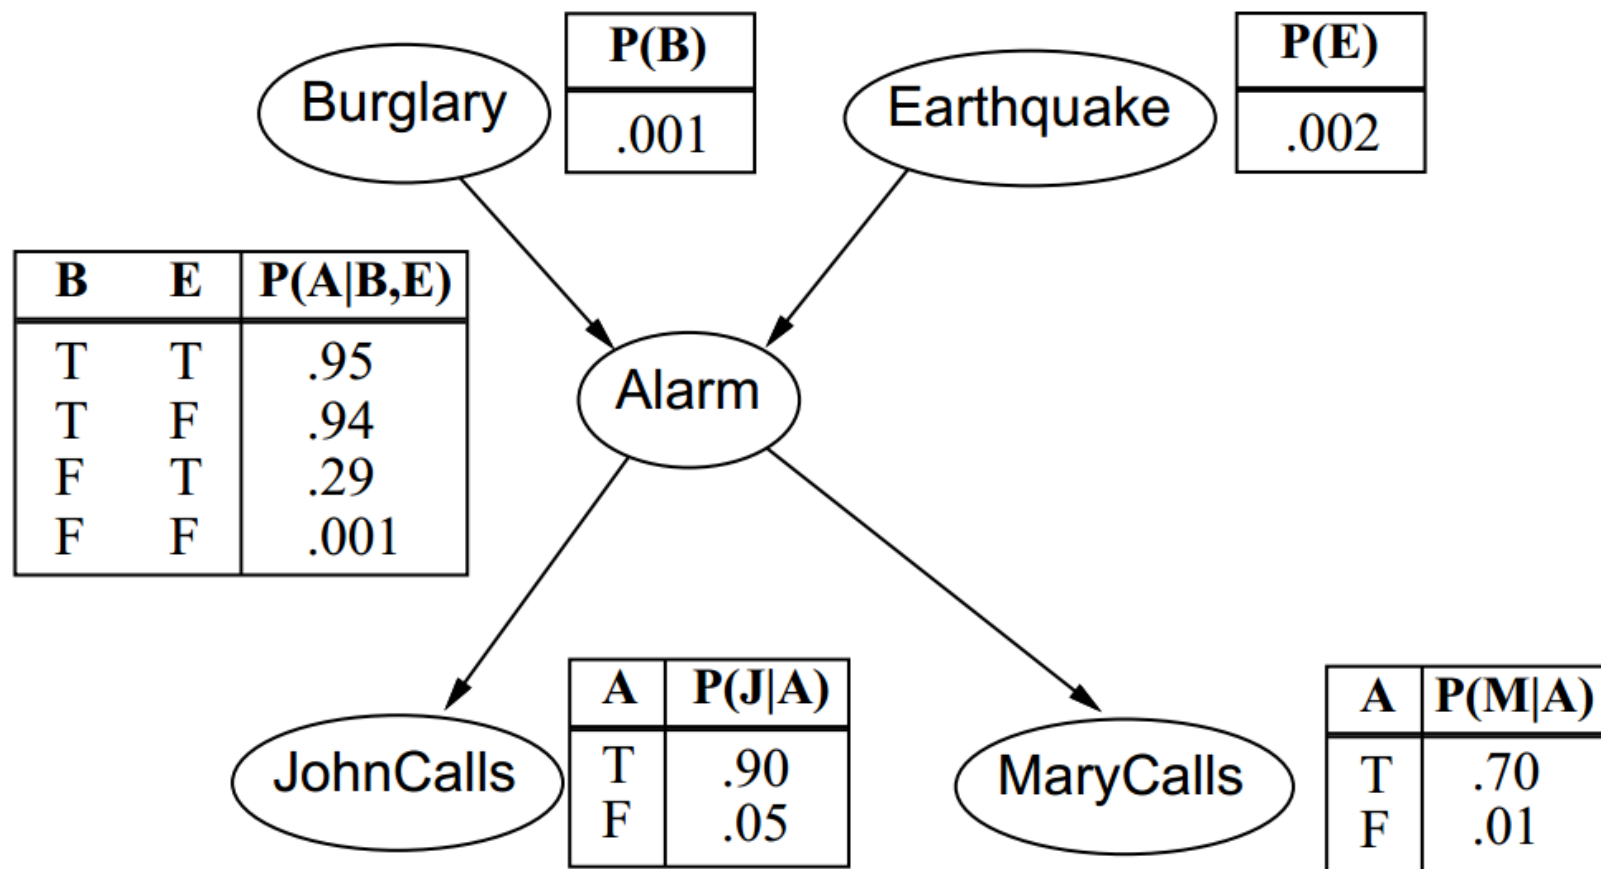 Burglary
P(B)
.001
Earthquake
P(E)
.002
B E P(A|B,E)
T T .95
T F .94
F T .29
F F .001
Alarm
JohnCalls
A P(J|A)
T .90
F .05
MaryCalls
A P(M|A)
T .70
F .01